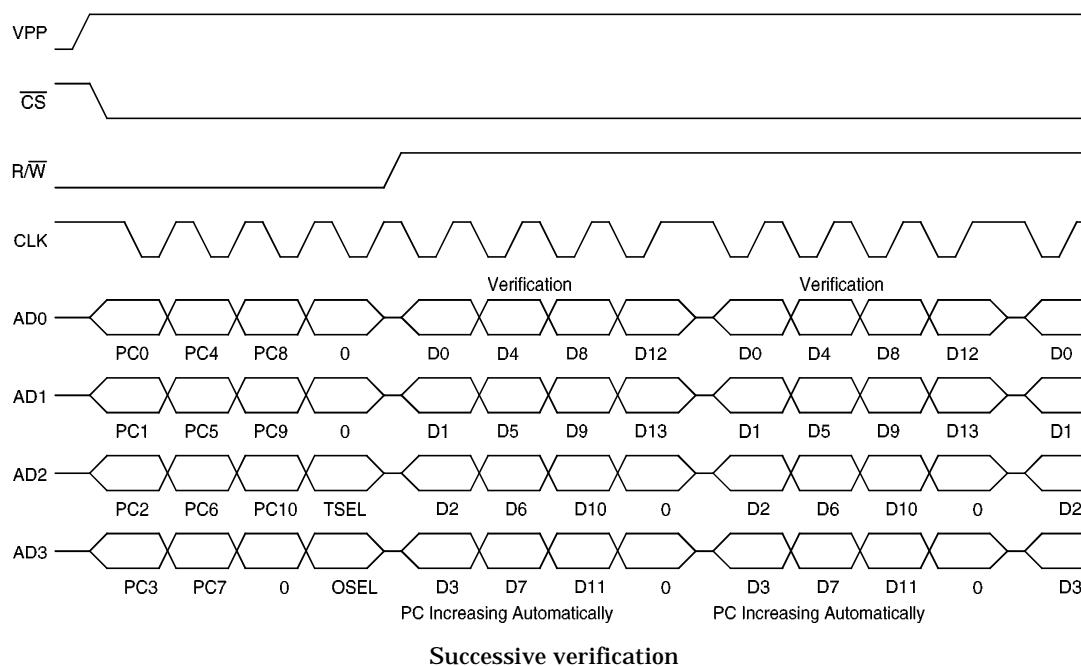 VPP
CS
R/W
CLK
Verification Verification
AD0
PC0 PC4 PC8 0 D0 D4 D8 D12 D0 D4 D8 D12 D0
AD1
PC1 PC5 PC9 0 D1 D5 D9 D13 D1 D5 D9 D13 D1
AD2
PC2 PC6 PC10 TSEL D2 D6 D10 0 D2 D6 D10 0 D2
AD3
PC3 PC7 0 OSEL D3 D7 D11 0 D3 D7 D11 0 D3
PC Increasing Automatically PC Increasing Automatically
Successive verification